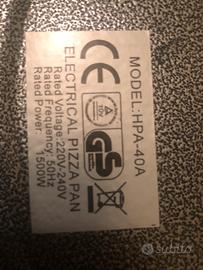 MODEL:HPA-40A
CE
GS
ELECTRICAL PIZZA PAN
Rated Voltage:220V-240V
Rated Frequency:50Hz
Rated Power: 1500W
subito